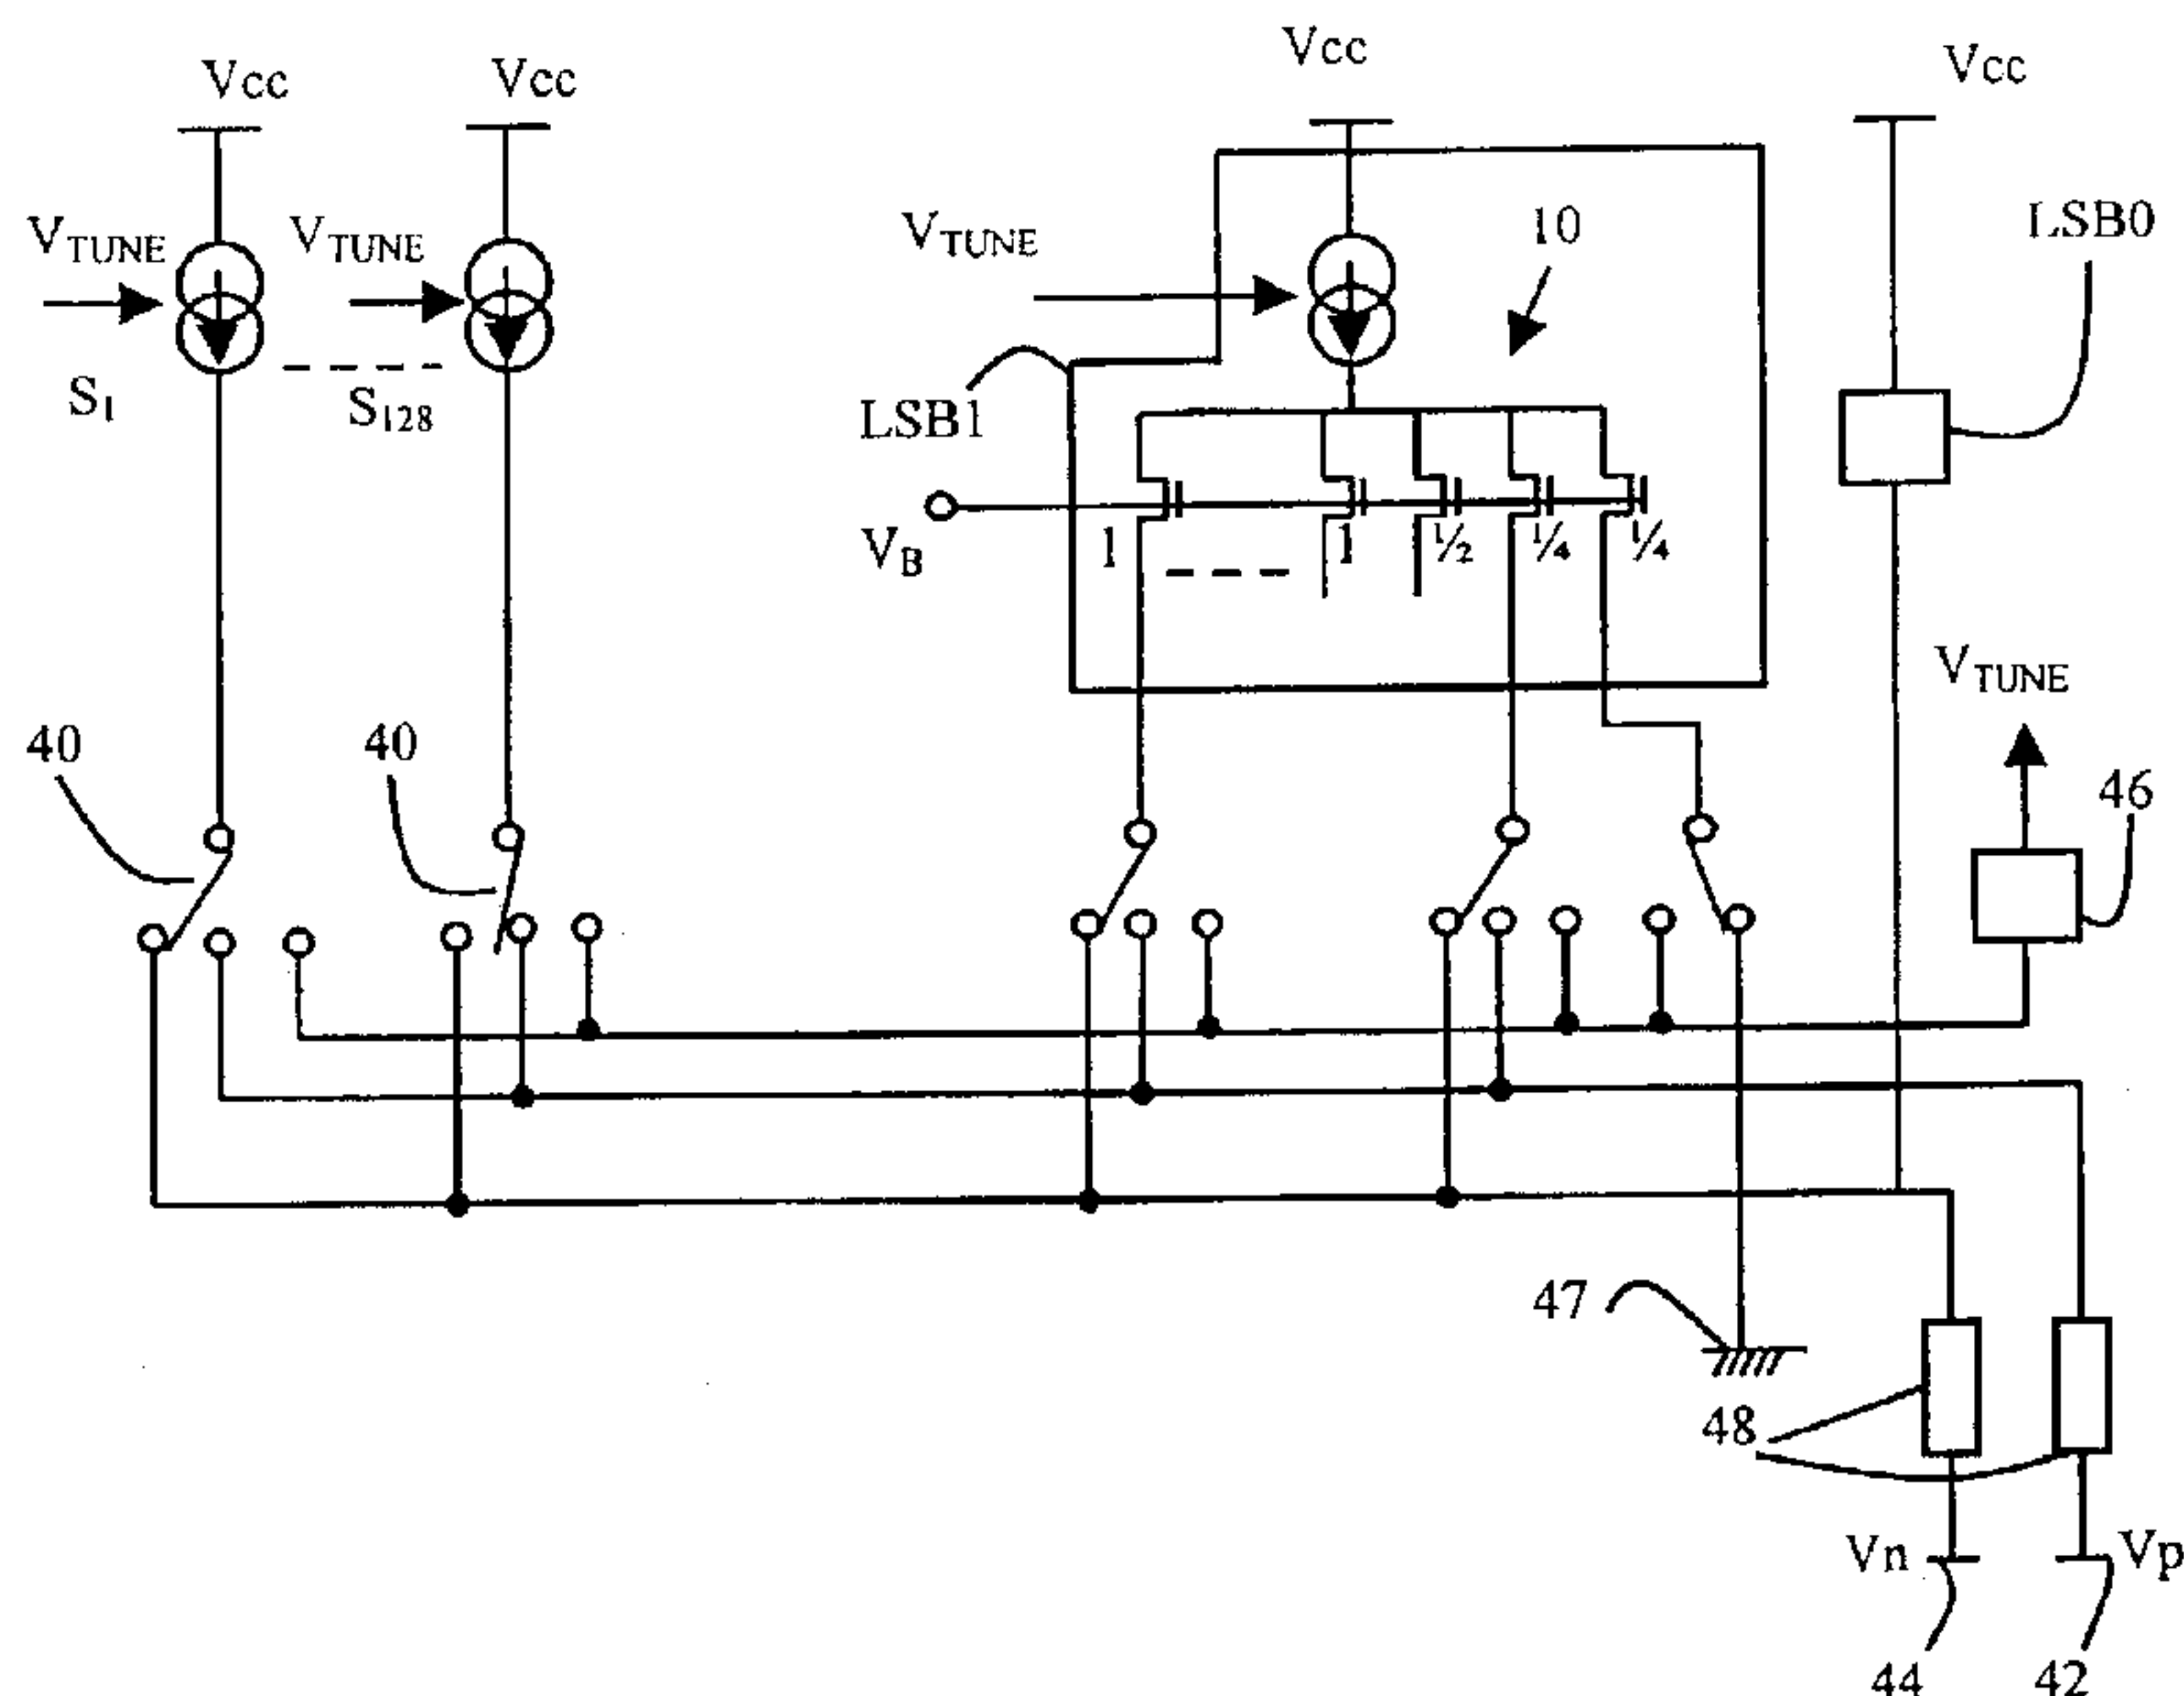 Vcc Vcc Vcc Vcc
VTUNE VTUNE VTUNE 10 LSB0
S1 S128 LSB1
VB 1 1 1/2 1/4 1/4
VTUNE
40 40 46
47
48
Vn Vp
44 42